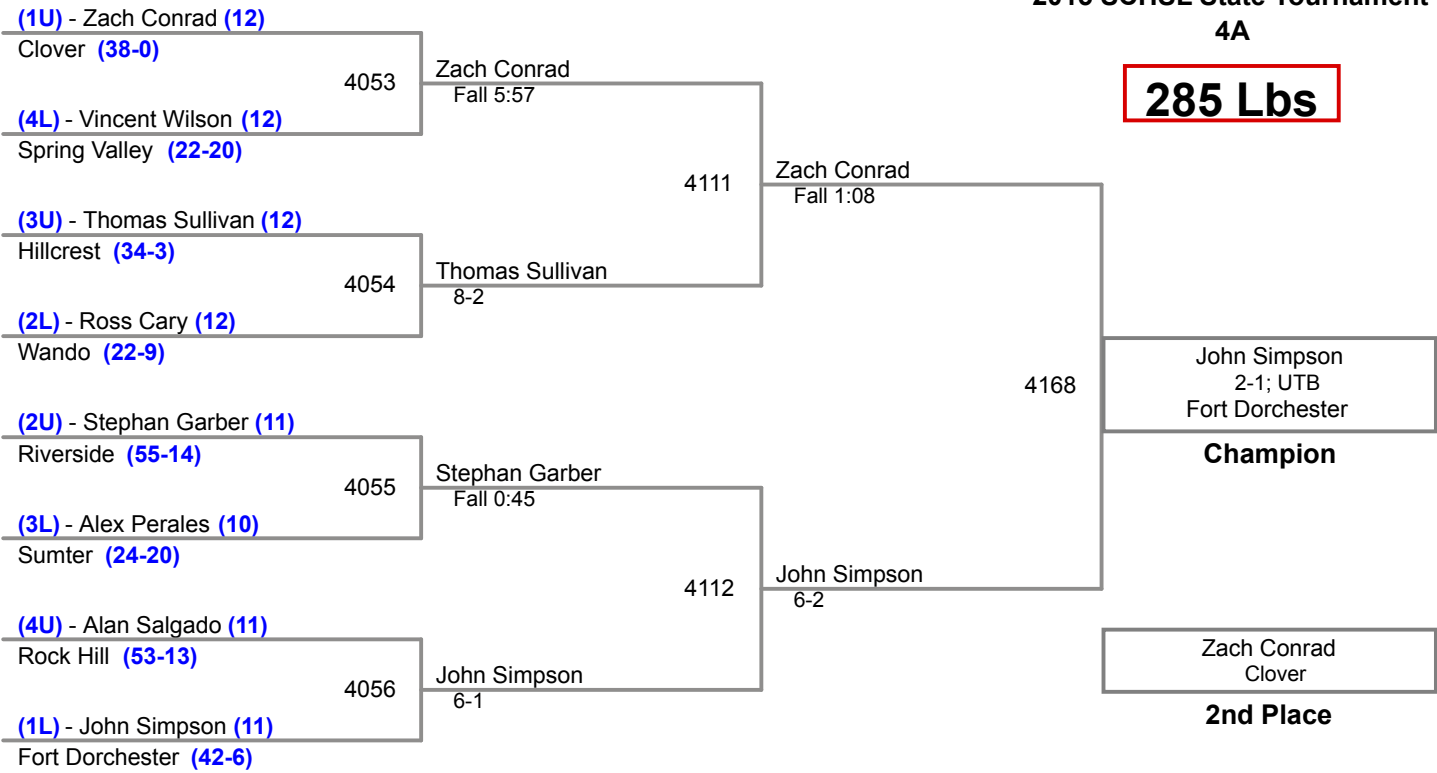 SCHSL State Tournament
4A
285 Lbs
(1U) - Zach Conrad (12)
Clover (38-0)
4053
Zach Conrad
Fall 5:57
(4L) - Vincent Wilson (12)
Spring Valley (22-20)
4111
Zach Conrad
Fall 1:08
(3U) - Thomas Sullivan (12)
Hillcrest (34-3)
4054
Thomas Sullivan
8-2
(2L) - Ross Cary (12)
Wando (22-9)
4168
John Simpson
2-1; UTB
Fort Dorchester
Champion
(2U) - Stephan Garber (11)
Riverside (55-14)
4055
Stephan Garber
Fall 0:45
(3L) - Alex Perales (10)
Sumter (24-20)
4112
John Simpson
6-2
(4U) - Alan Salgado (11)
Rock Hill (53-13)
4056
John Simpson
6-1
(1L) - John Simpson (11)
Fort Dorchester (42-6)
Zach Conrad
Clover
2nd Place